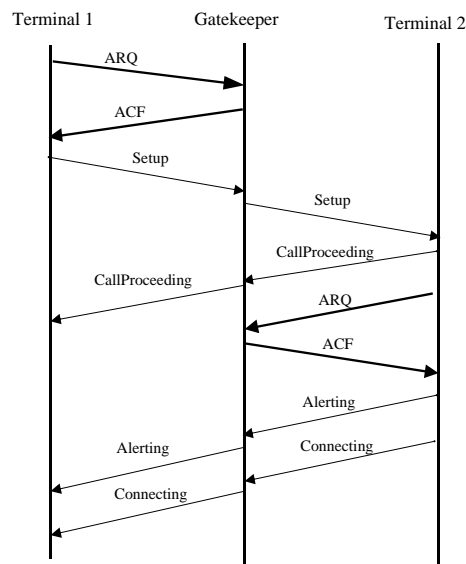 Terminal 1
Gatekeeper
Terminal 2
ARQ
ACF
Setup
Setup
CallProceeding
CallProceeding
ARQ
ACF
Alerting
Alerting
Connecting
Connecting